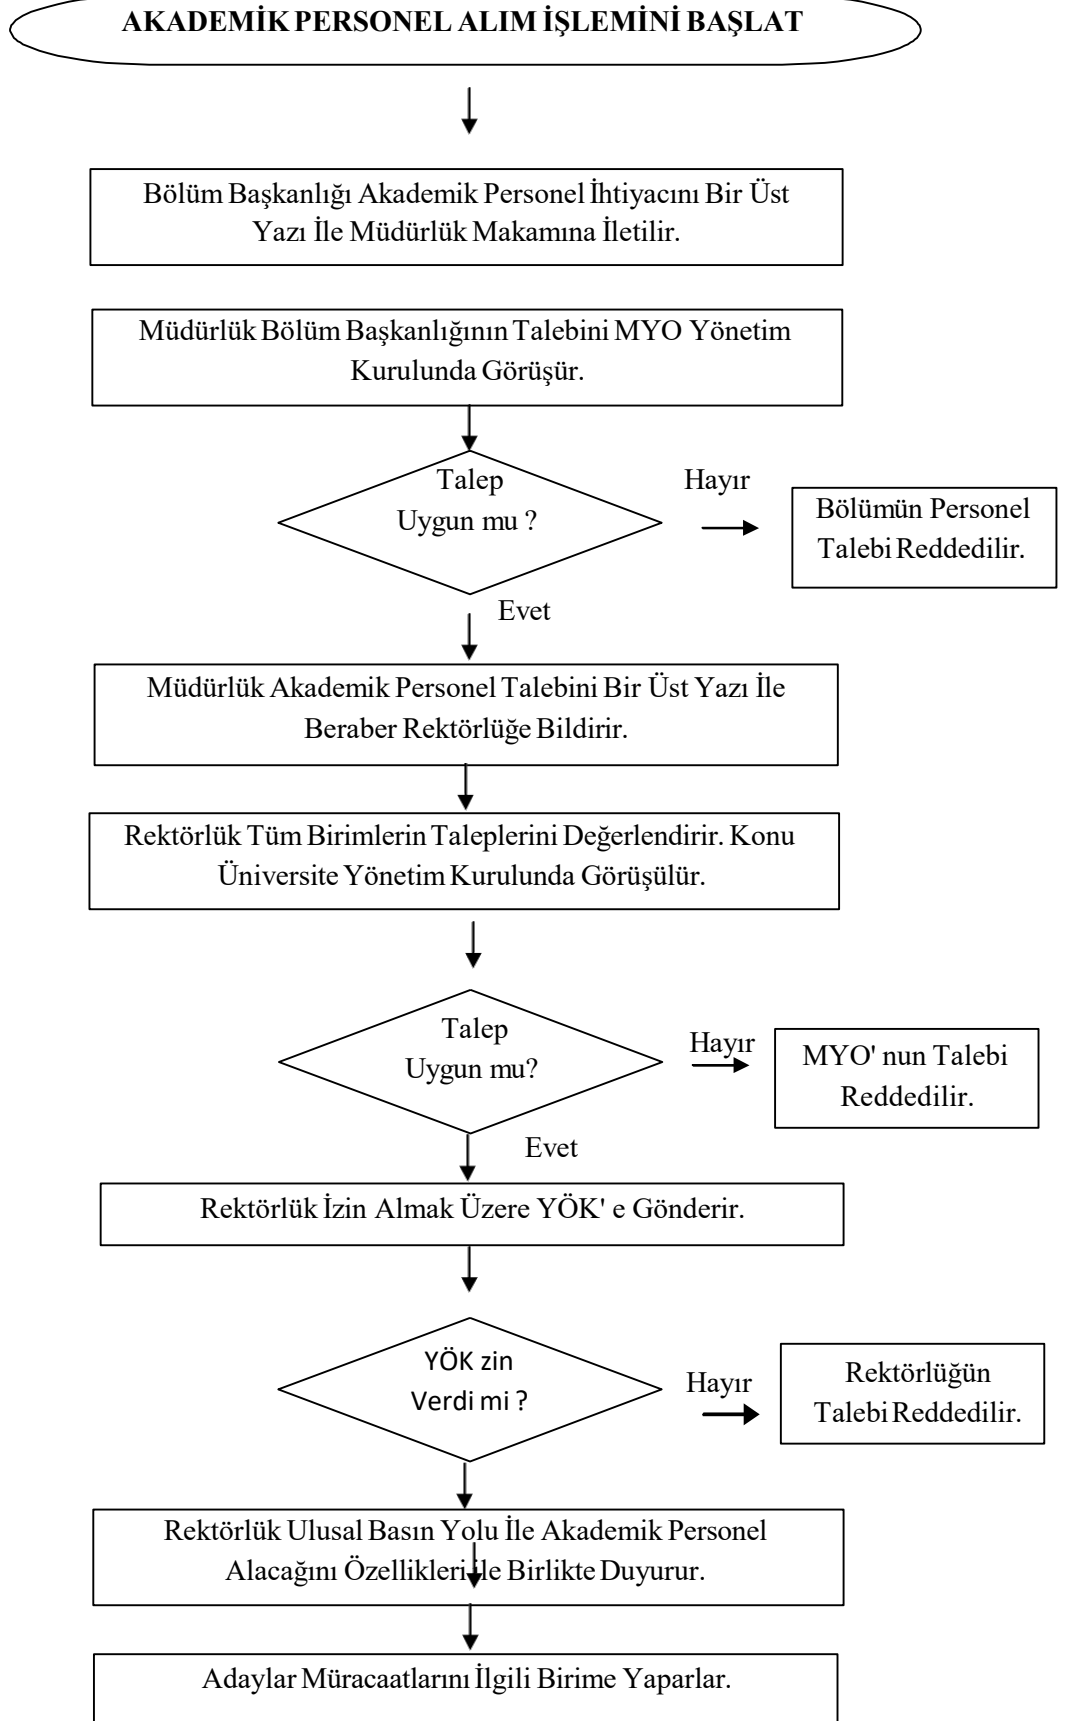 AKADEMİK PERSONEL ALIM İŞLEMİNİ BAŞLAT
Bölüm Başkanlığı Akademik Personel İhtiyacını Bir Üst
Yazı İle Müdürlük Makamına İletilir.
Müdürlük Bölüm Başkanlığının Talebini MYO Yönetim
Kurulunda Görüşür.
Talep
Uygun mu ?
Hayır
Bölümün Personel
Talebi Reddedilir.
Evet
Müdürlük Akademik Personel Talebini Bir Üst Yazı İle
Beraber Rektörlüğe Bildirir.
Rektörlük Tüm Birimlerin Taleplerini Değerlendirir. Konu
Üniversite Yönetim Kurulunda Görüşülür.
Talep
Uygun mu?
Hayır
MYO' nun Talebi
Reddedilir.
Evet
Rektörlük İzin Almak Üzere YÖK' e Gönderir.
YÖK zin
Verdi mi ?
Hayır
Rektörlüğün
Talebi Reddedilir.
Rektörlük Ulusal Basın Yolu İle Akademik Personel
Alacağını Özellikleri ile Birlikte Duyurur.
Adaylar Müracaatlarını İlgili Birime Yaparlar.